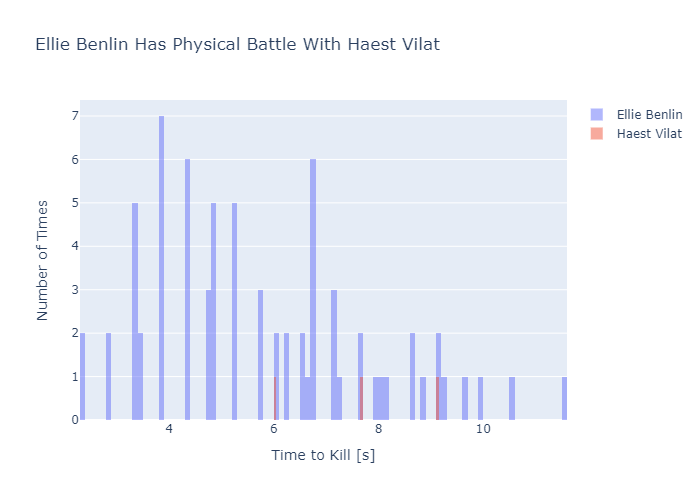 Ellie Benlin Has Physical Battle With Haest Vilat
Ellie Benlin
Haest Vilat
Number of Times
7
6
5
4
3
2
1
0
4
6
8
10
Time to Kill [s]